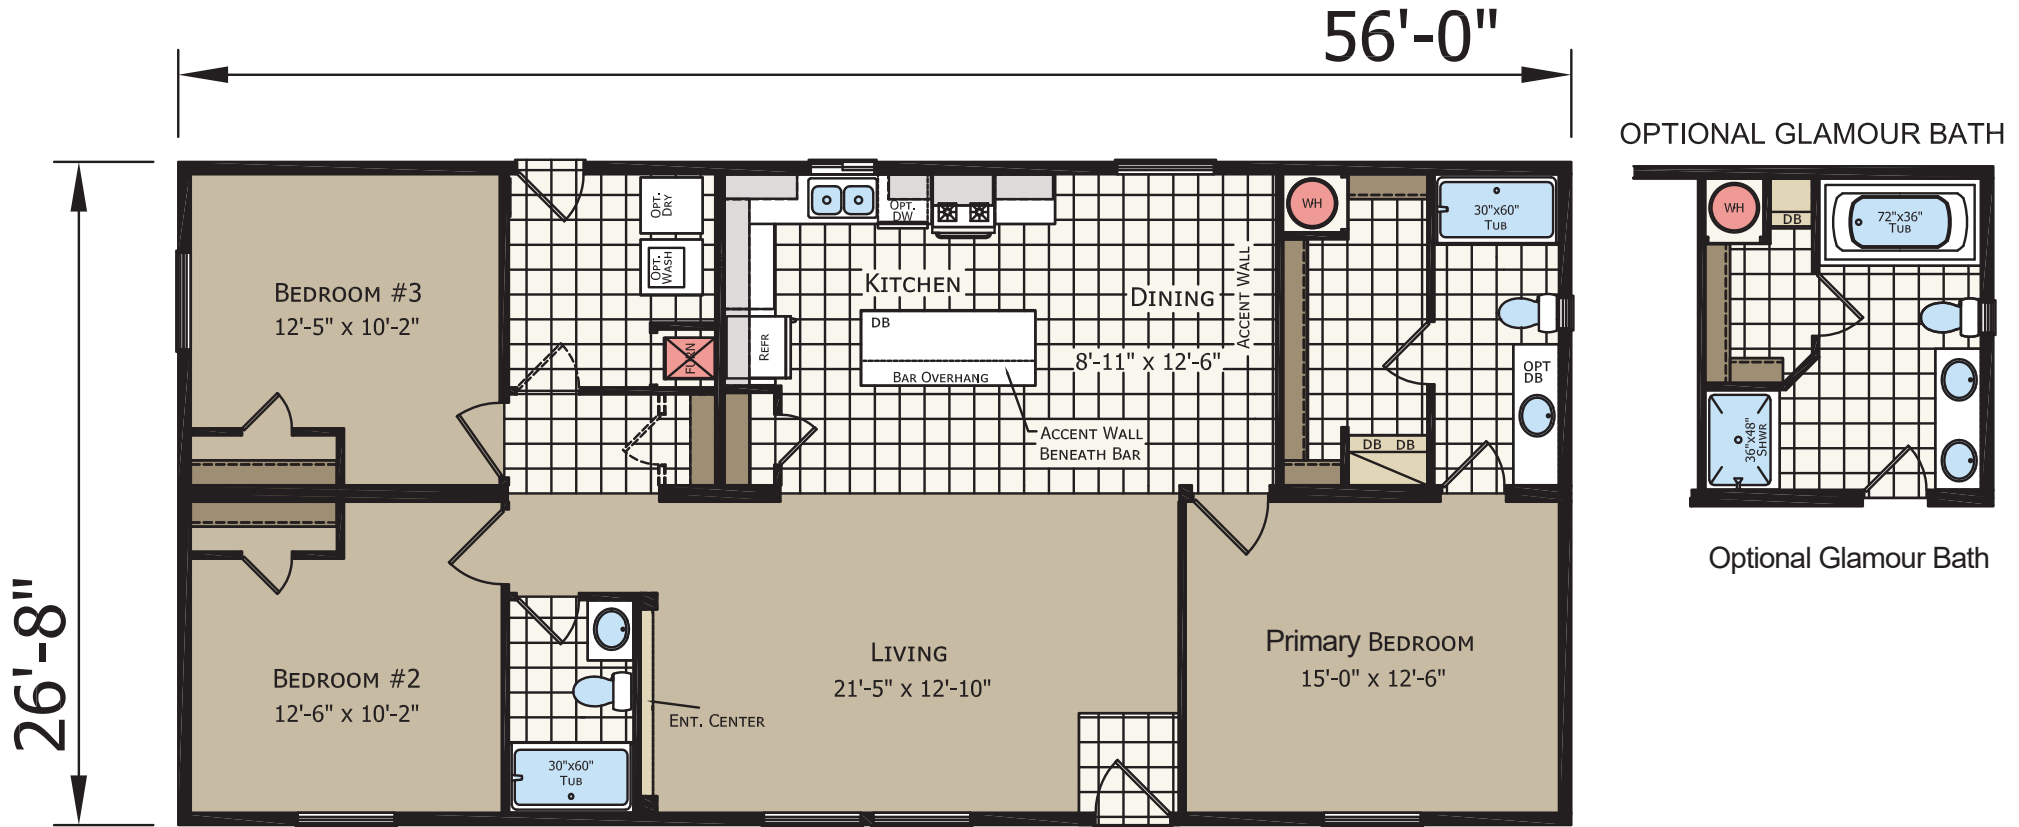 56'-0"
OPTIONAL GLAMOUR BATH
26'-8"
BEDROOM #3
12'-5" x 10'-2"
OPT.
DRY
OPT.
WASH
FURN
OPT.
DW
KITCHEN
REFR
DB
BAR OVERHANG
DINING
8'-11" x 12'-6"
ACCENT WALL
ACCENT WALL
BENEATH BAR
WH
30"x60"
TUB
OPT
DB
DB DB
WH
DB
72"x36"
TUB
36"x48"
SHWR
Optional Glamour Bath
BEDROOM #2
12'-6" x 10'-2"
30"x60"
TUB
ENT. CENTER
LIVING
21'-5" x 12'-10"
Primary BEDROOM
15'-0" x 12'-6"